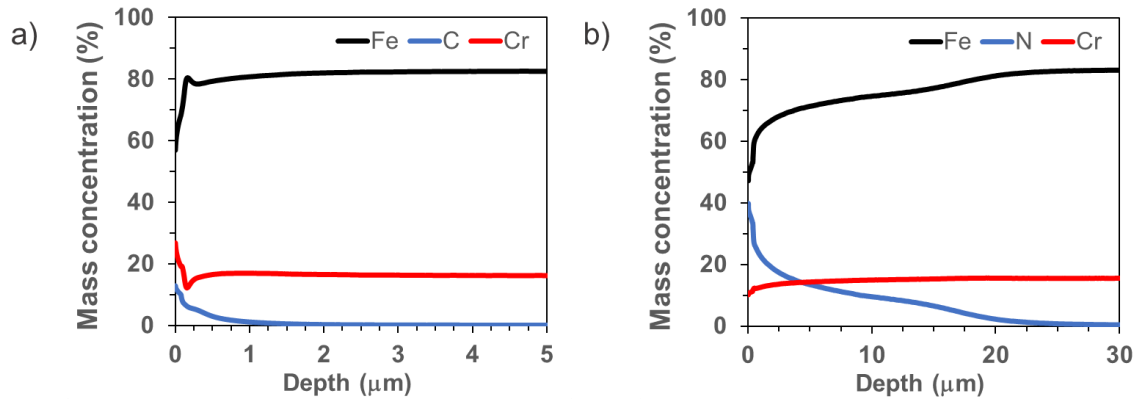 a)
Mass concentration (%)
100
80
60
40
20
0
Fe C Cr
0 1 2 3 4 5
Depth (μm)
b)
Mass concentration (%)
100
80
60
40
20
0
Fe N Cr
0 10 20 30
Depth (μm)